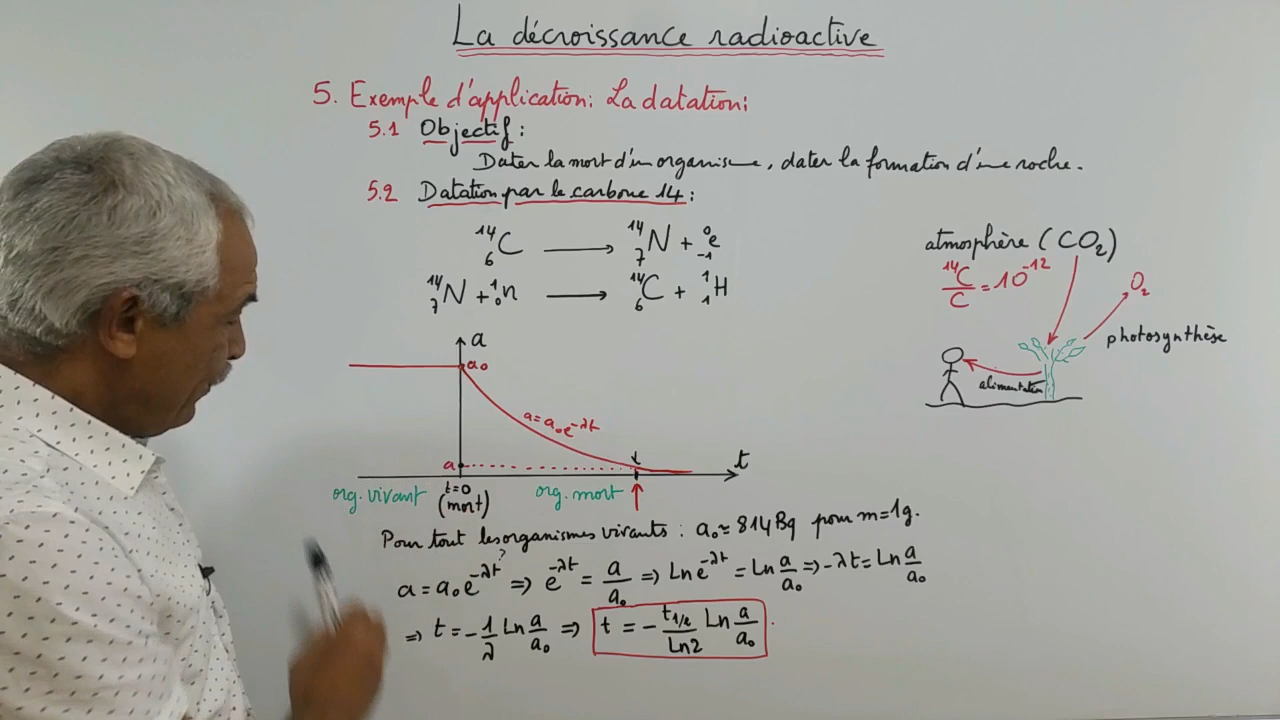 La décroissance radioactive
5. Exemple d'application: La datation:
5.1 Objectif:
Dater la mort d'un organisme, dater la formation d'une roche.
5.2 Datation par le carbone 14:
¹⁴₆C → ¹⁴₇N + ⁰₋₁e
¹⁴₇N + ¹₀n → ¹⁴₆C + ¹₁H
atmosphère (CO₂)
¹⁴C/C = 10⁻¹²
O₂
photosynthèse
alimentation
a
a₀
a = a₀e^(-λt)
a
t
org. vivant
t=0
(mort)
org. mort
Pour tout les organismes vivants : a₀ ≃ 814 Bq pour m = 1g.
?
a = a₀e^(-λt) ⇒ e^(-λt) = a/a₀ ⇒ Ln e^(-λt) = Ln a/a₀ ⇒ -λt = Ln a/a₀
⇒ t = -1/λ Ln a/a₀ ⇒ t = - t₁/₂/Ln2 Ln a/a₀.